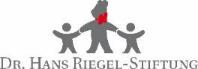 DR. HANS RIEGEL-STIFTUNG